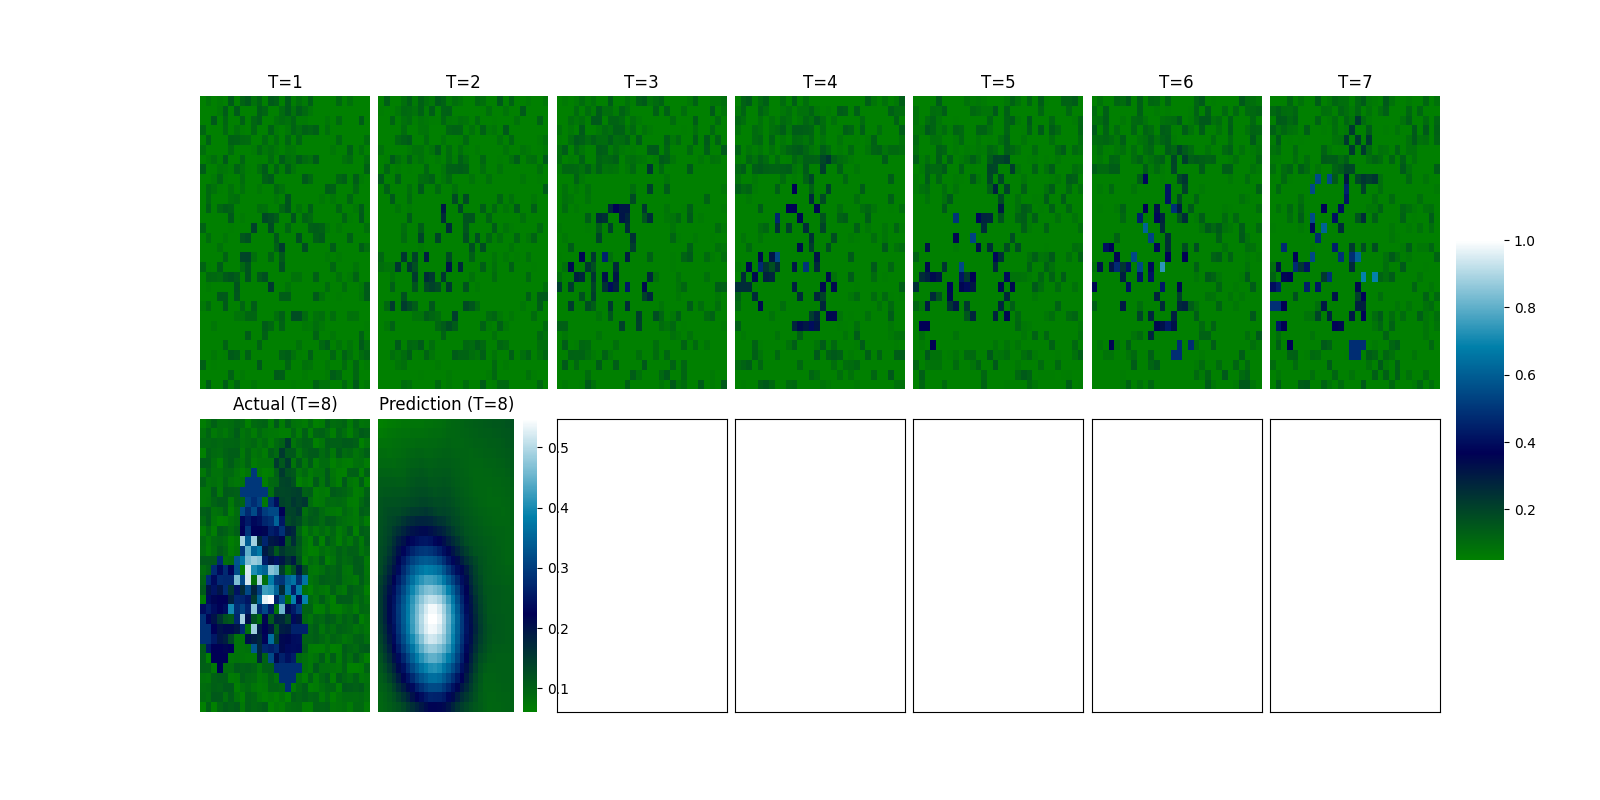 T=1
T=2
T=3
T=4
T=5
T=6
T=7
1.0
0.8
0.6
0.4
0.2
Actual (T=8)
Prediction (T=8)
0.5
0.4
0.3
0.2
0.1